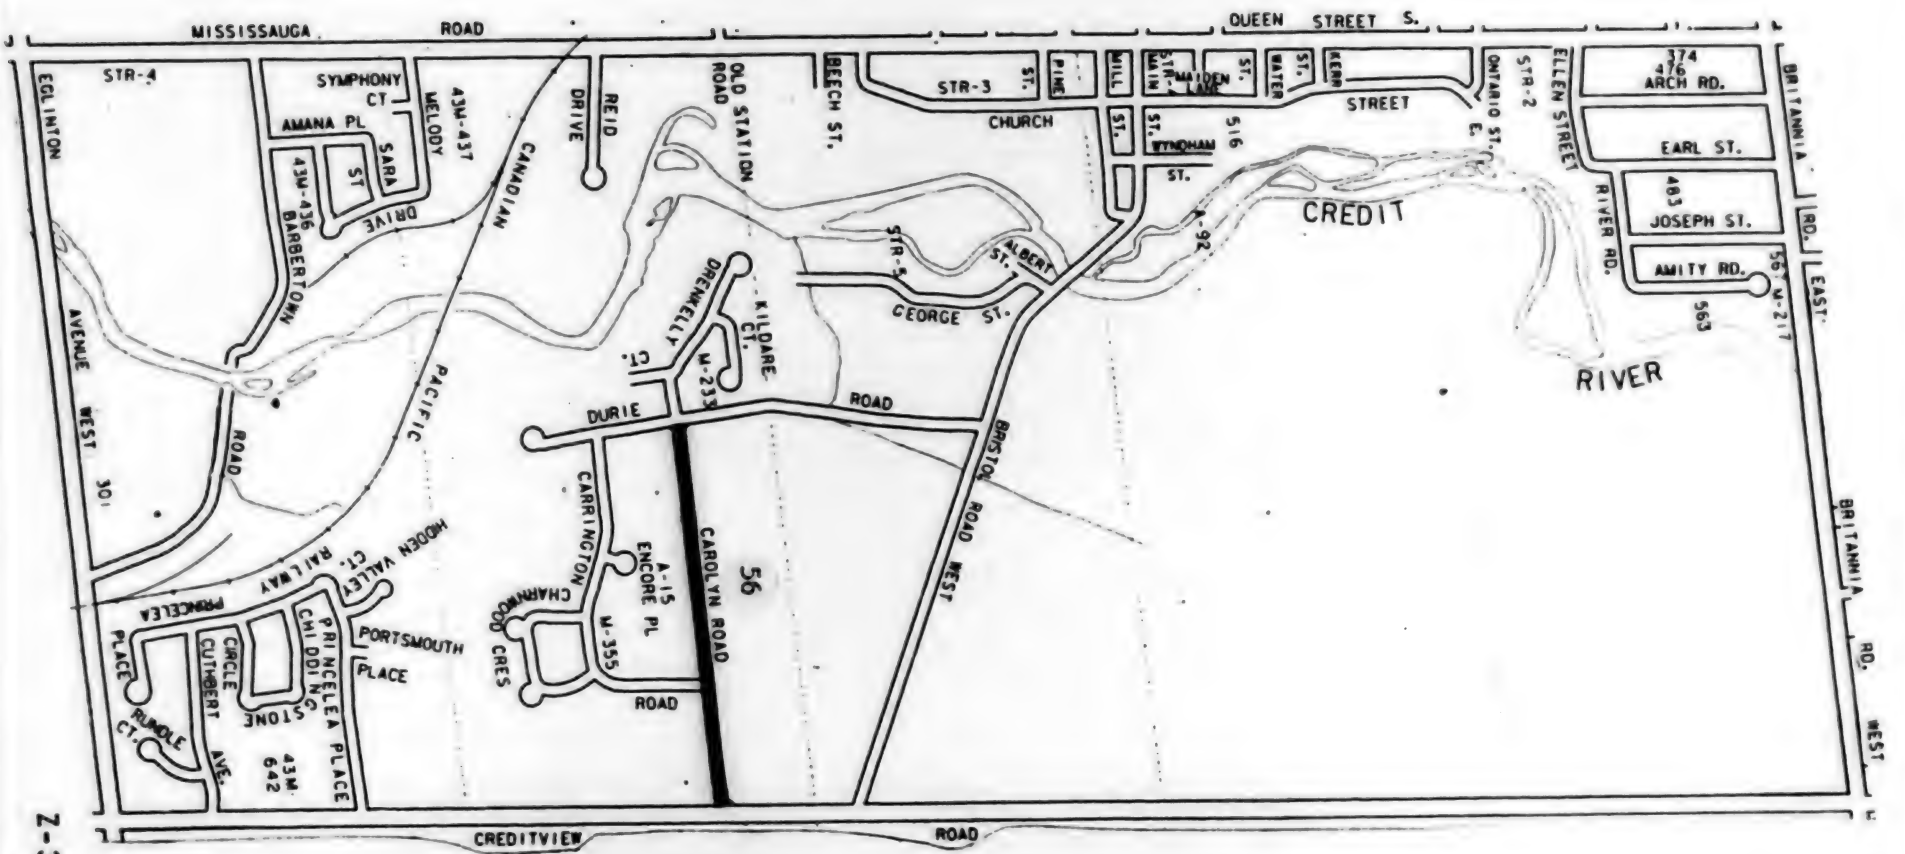 MISSISSAUGA ROAD
QUEEN STREET S.
EGLINTON AVENUE WEST 301
STR-4
SYMPHONY
CT.
MELODY
DRIVE
43M-437
AMANA PL
SARA
ST
43M-436
BARBERTOWN
ROAD
CANADIAN PACIFIC RAILWAY
REID
DRIVE
OLD STATION
ROAD
BEECH ST.
STR-3
CHURCH STREET
ST.
PINE
MILL ST.
MAIN ST.
MAIDEN
LANE
ST.
WATER
ST.
KERR
516
WYNDHAM
ST.
ONTARIO ST. E.
STR-2
ELLEN STREET
374
476
ARCH RD.
EARL ST.
483
JOSEPH ST.
RIVER RD.
AMITY RD.
563
M-217
BRITANNIA RD. EAST
CREDIT
RIVER
STR-5
ALBERT
ST.
GEORGE ST.
DRENKELLY
CT.
KILDARE
CT.
M-233
DURIE ROAD
BRISTOL ROAD WEST
CARRINGTON
ROAD
A-15
ENCORE PL
CAROLYN ROAD
56
CHARNWOOD
CRES
M-355
HIDDEN VALLEY
CT.
PRINCELEA
PLACE
PORTSMOUTH
PLACE
PRINCELEA PLACE
CHIDDINGSTONE
CIRCLE
CUTHBERT
AVE.
RUNDLE
CT.
43M
642
BRITANNIA RD. WEST
CREDITVIEW ROAD